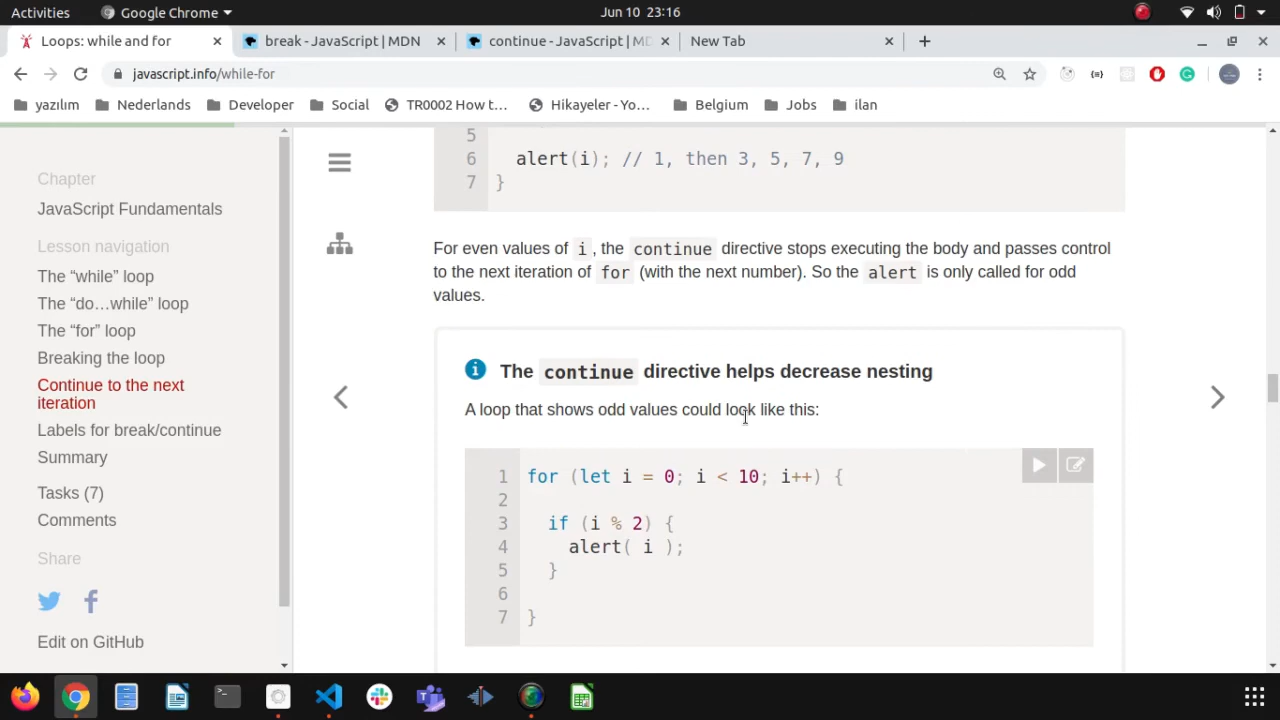 Activities
Google Chrome
Jun 10 23:16
Loops: while and for
break - JavaScript | MDN
continue - JavaScript | MD
New Tab
javascript.info/while-for
yazılım
Nederlands
Developer
Social
TR0002 How t...
Hikayeler - Yo...
Belgium
Jobs
ilan
Chapter
JavaScript Fundamentals
Lesson navigation
The “while” loop
The “do…while” loop
The “for” loop
Breaking the loop
Continue to the next
iteration
Labels for break/continue
Summary
Tasks (7)
Comments
Share
Edit on GitHub
5
6 alert(i); // 1, then 3, 5, 7, 9
7 }
For even values of i, the continue directive stops executing the body and passes control
to the next iteration of for (with the next number). So the alert is only called for odd
values.
The continue directive helps decrease nesting
A loop that shows odd values could look like this:
1 for (let i = 0; i < 10; i++) {
2
3 if (i % 2) {
4 alert( i );
5 }
6
7 }